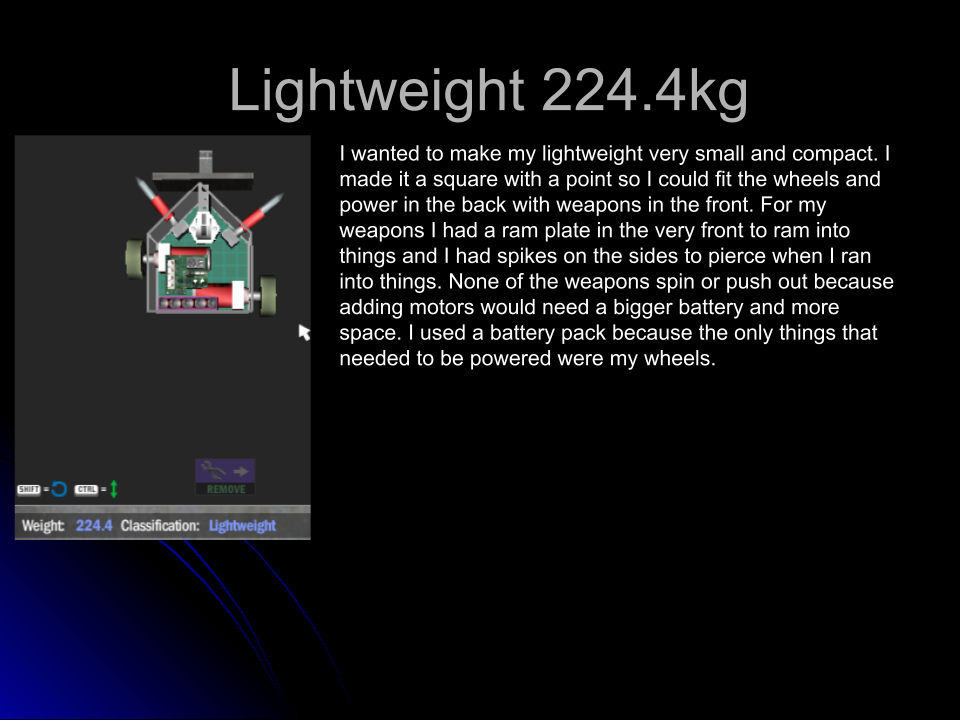 Lightweight 224.4kg
I wanted to make my lightweight very small and compact. I
made it a square with a point so I could fit the wheels and
power in the back with weapons in the front. For my
weapons I had a ram plate in the very front to ram into
things and I had spikes on the sides to pierce when I ran
into things. None of the weapons spin or push out because
adding motors would need a bigger battery and more
space. I used a battery pack because the only things that
needed to be powered were my wheels.
REMOVE
SHIFT = CTRL =
Weight: 224.4 Classification: Lightweight